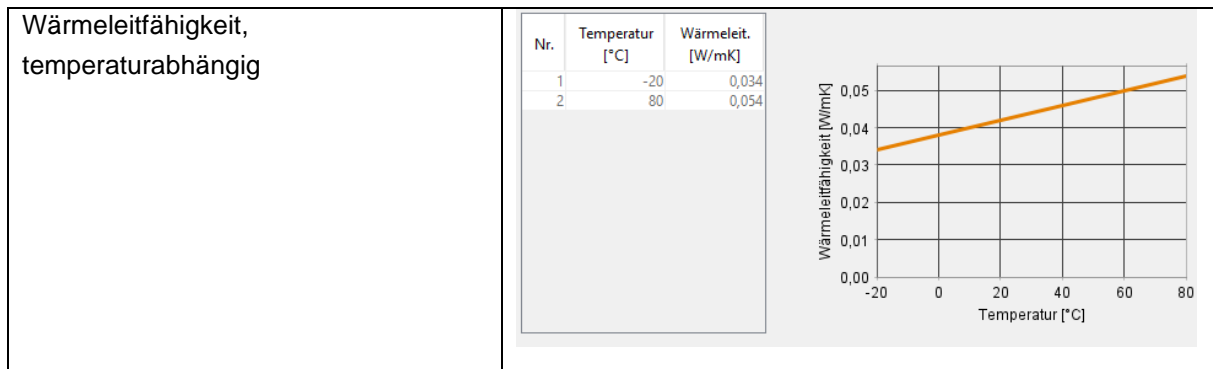 Wärmeleitfähigkeit,
temperaturabhängig
Nr. Temperatur [°C] Wärmeleit. [W/mK]
1 -20 0,034
2 80 0,054
Wärmeleitfähigkeit [W/mK]
0,05
0,04
0,03
0,02
0,01
0,00
-20 0 20 40 60 80
Temperatur [°C]